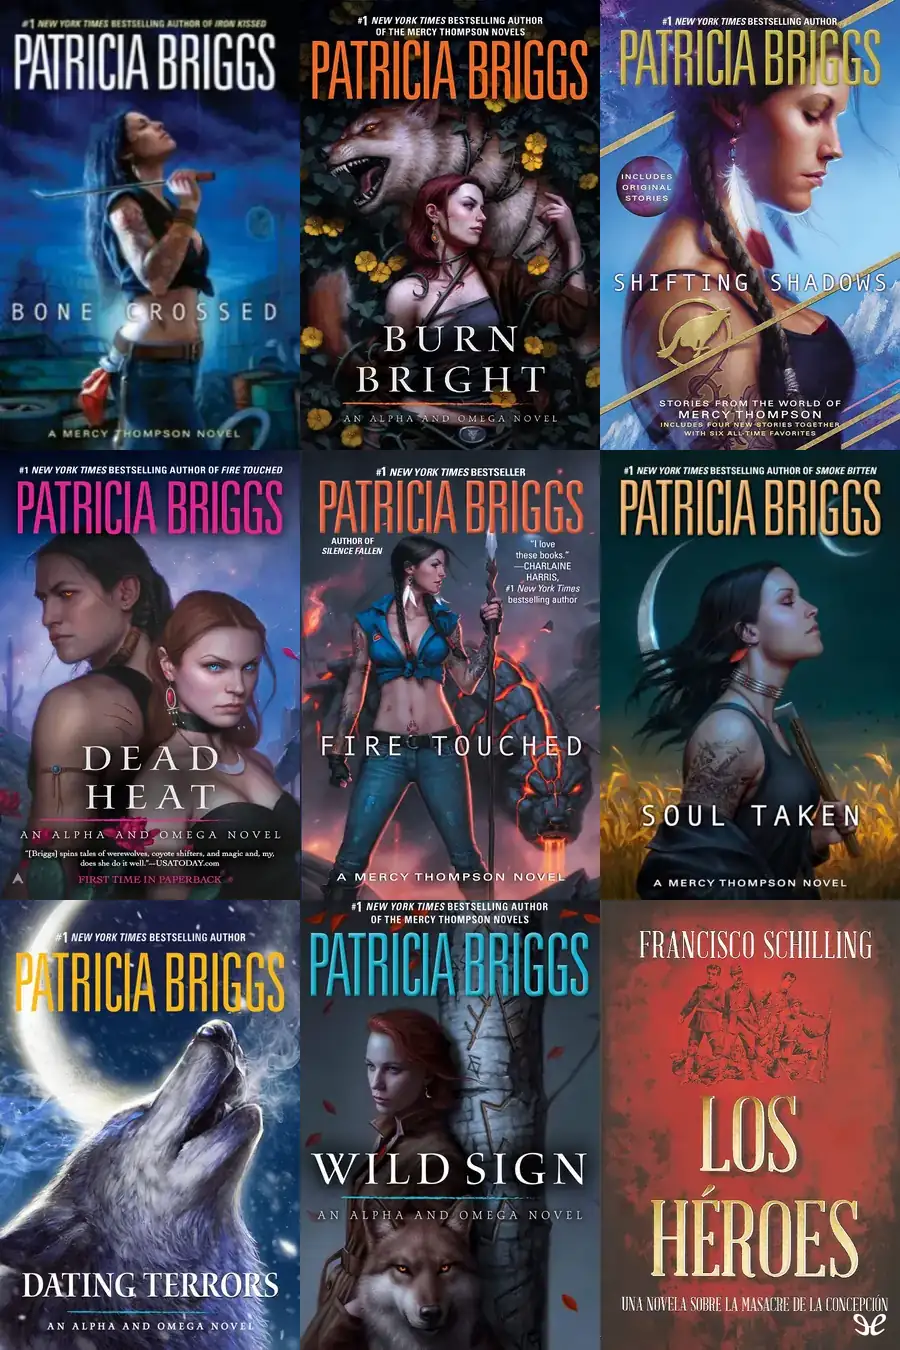 #1 NEW YORK TIMES BESTSELLING AUTHOR OF IRON KISSED
PATRICIA BRIGGS
BONE CROSSED
A MERCY THOMPSON NOVEL
#1 NEW YORK TIMES BESTSELLING AUTHOR
OF THE MERCY THOMPSON NOVELS
PATRICIA BRIGGS
BURN
BRIGHT
AN ALPHA AND OMEGA NOVEL
#1 NEW YORK TIMES BESTSELLING AUTHOR
PATRICIA BRIGGS
INCLUDES
ORIGINAL
STORIES
SHIFTING SHADOWS
STORIES FROM THE WORLD OF
MERCY THOMPSON
INCLUDES FOUR NEW STORIES TOGETHER
WITH SIX ALL-TIME FAVORITES
#1 NEW YORK TIMES BESTSELLING AUTHOR OF FIRE TOUCHED
PATRICIA BRIGGS
DEAD
HEAT
AN ALPHA AND OMEGA NOVEL
"[Briggs] spins tales of werewolves, coyote shifters, and magic and, my,
does she do it well."—USATODAY.com
FIRST TIME IN PAPERBACK
#1 NEW YORK TIMES BESTSELLER
PATRICIA BRIGGS
AUTHOR OF
SILENCE FALLEN
"I love
these books."
—CHARLAINE
HARRIS,
#1 New York Times
bestselling author
FIRE TOUCHED
A MERCY THOMPSON NOVEL
#1 NEW YORK TIMES BESTSELLING AUTHOR OF SMOKE BITTEN
PATRICIA BRIGGS
SOUL TAKEN
A MERCY THOMPSON NOVEL
#1 NEW YORK TIMES BESTSELLING AUTHOR
PATRICIA BRIGGS
DATING TERRORS
AN ALPHA AND OMEGA NOVEL
#1 NEW YORK TIMES BESTSELLING AUTHOR
OF THE MERCY THOMPSON NOVELS
PATRICIA BRIGGS
WILD SIGN
AN ALPHA AND OMEGA NOVEL
FRANCISCO SCHILLING
LOS
HÉROES
UNA NOVELA SOBRE LA MASACRE DE LA CONCEPCIÓN